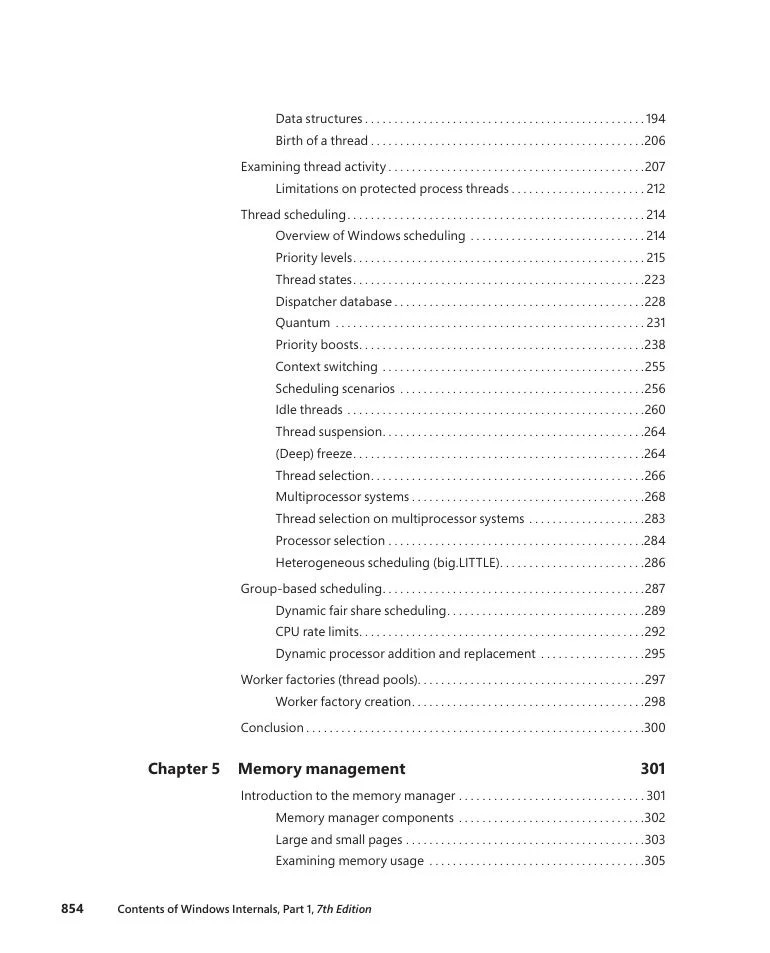 Data structures . . . . . . . . . . . . . . . . . . . . . . . . . . . . . . . . . . . . . . . . . . . . . . . . 194
Birth of a thread . . . . . . . . . . . . . . . . . . . . . . . . . . . . . . . . . . . . . . . . . . . . . . .206
Examining thread activity . . . . . . . . . . . . . . . . . . . . . . . . . . . . . . . . . . . . . . . . . . . .207
Limitations on protected process threads . . . . . . . . . . . . . . . . . . . . . . . 212
Thread scheduling. . . . . . . . . . . . . . . . . . . . . . . . . . . . . . . . . . . . . . . . . . . . . . . . . . . 214
Overview of Windows scheduling . . . . . . . . . . . . . . . . . . . . . . . . . . . . . . 214
Priority levels. . . . . . . . . . . . . . . . . . . . . . . . . . . . . . . . . . . . . . . . . . . . . . . . . . 215
Thread states. . . . . . . . . . . . . . . . . . . . . . . . . . . . . . . . . . . . . . . . . . . . . . . . . .223
Dispatcher database . . . . . . . . . . . . . . . . . . . . . . . . . . . . . . . . . . . . . . . . . . .228
Quantum . . . . . . . . . . . . . . . . . . . . . . . . . . . . . . . . . . . . . . . . . . . . . . . . . . . . . 231
Priority boosts. . . . . . . . . . . . . . . . . . . . . . . . . . . . . . . . . . . . . . . . . . . . . . . . .238
Context switching . . . . . . . . . . . . . . . . . . . . . . . . . . . . . . . . . . . . . . . . . . . . .255
Scheduling scenarios . . . . . . . . . . . . . . . . . . . . . . . . . . . . . . . . . . . . . . . . . .256
Idle threads . . . . . . . . . . . . . . . . . . . . . . . . . . . . . . . . . . . . . . . . . . . . . . . . . . .260
Thread suspension. . . . . . . . . . . . . . . . . . . . . . . . . . . . . . . . . . . . . . . . . . . . .264
(Deep) freeze. . . . . . . . . . . . . . . . . . . . . . . . . . . . . . . . . . . . . . . . . . . . . . . . . .264
Thread selection. . . . . . . . . . . . . . . . . . . . . . . . . . . . . . . . . . . . . . . . . . . . . . .266
Multiprocessor systems . . . . . . . . . . . . . . . . . . . . . . . . . . . . . . . . . . . . . . . .268
Thread selection on multiprocessor systems . . . . . . . . . . . . . . . . . . . .283
Processor selection . . . . . . . . . . . . . . . . . . . . . . . . . . . . . . . . . . . . . . . . . . . .284
Heterogeneous scheduling (big.LITTLE). . . . . . . . . . . . . . . . . . . . . . . . .286
Group-based scheduling. . . . . . . . . . . . . . . . . . . . . . . . . . . . . . . . . . . . . . . . . . . . .287
Dynamic fair share scheduling. . . . . . . . . . . . . . . . . . . . . . . . . . . . . . . . . .289
CPU rate limits. . . . . . . . . . . . . . . . . . . . . . . . . . . . . . . . . . . . . . . . . . . . . . . . .292
Dynamic processor addition and replacement . . . . . . . . . . . . . . . . . .295
Worker factories (thread pools). . . . . . . . . . . . . . . . . . . . . . . . . . . . . . . . . . . . . . .297
Worker factory creation. . . . . . . . . . . . . . . . . . . . . . . . . . . . . . . . . . . . . . . .298
Conclusion . . . . . . . . . . . . . . . . . . . . . . . . . . . . . . . . . . . . . . . . . . . . . . . . . . . . . . . . . .300
Chapter 5 Memory management 301
Introduction to the memory manager . . . . . . . . . . . . . . . . . . . . . . . . . . . . . . . . 301
Memory manager components . . . . . . . . . . . . . . . . . . . . . . . . . . . . . . . .302
Large and small pages . . . . . . . . . . . . . . . . . . . . . . . . . . . . . . . . . . . . . . . . .303
Examining memory usage . . . . . . . . . . . . . . . . . . . . . . . . . . . . . . . . . . . . .305
854 Contents of Windows Internals, Part 1, 7th Edition